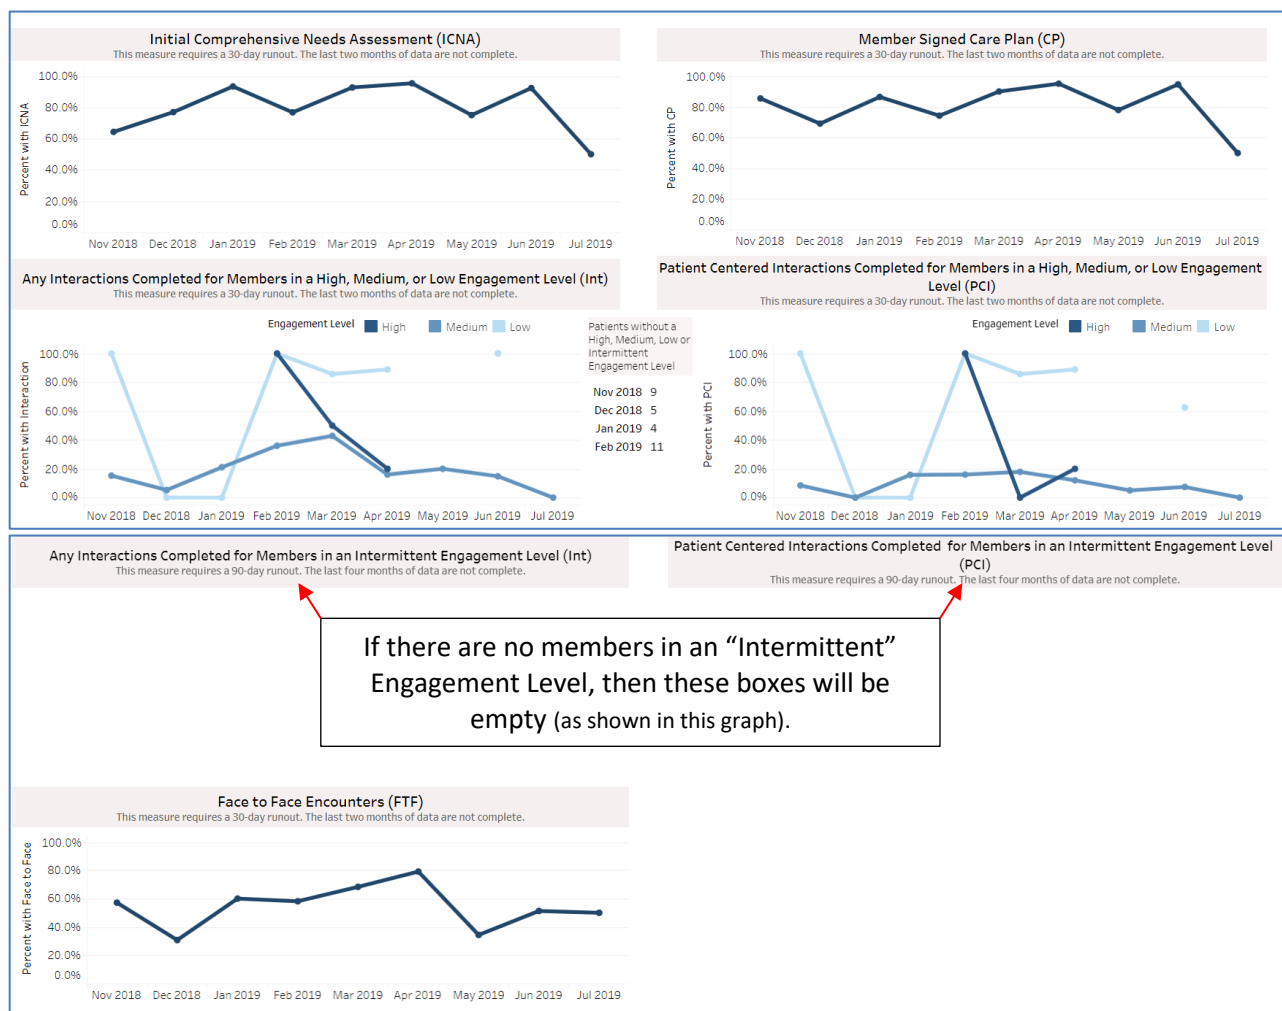 Initial Comprehensive Needs Assessment (ICNA)
This measure requires a 30-day runout. The last two months of data are not complete.
Percent with ICNA
100.0%
80.0%
60.0%
40.0%
20.0%
0.0%
Nov 2018 Dec 2018 Jan 2019 Feb 2019 Mar 2019 Apr 2019 May 2019 Jun 2019 Jul 2019
Member Signed Care Plan (CP)
This measure requires a 30-day runout. The last two months of data are not complete.
Percent with CP
100.0%
80.0%
60.0%
40.0%
20.0%
0.0%
Nov 2018 Dec 2018 Jan 2019 Feb 2019 Mar 2019 Apr 2019 May 2019 Jun 2019 Jul 2019
Any Interactions Completed for Members in a High, Medium, or Low Engagement Level (Int)
This measure requires a 30-day runout. The last two months of data are not complete.
Engagement Level High Medium Low
Percent with Interaction
100.0%
80.0%
60.0%
40.0%
20.0%
0.0%
Nov 2018 Dec 2018 Jan 2019 Feb 2019 Mar 2019 Apr 2019 May 2019 Jun 2019 Jul 2019
Patients without a
High, Medium, Low or
Intermittent
Engagement Level
Nov 2018 9
Dec 2018 5
Jan 2019 4
Feb 2019 11
Patient Centered Interactions Completed for Members in a High, Medium, or Low Engagement
Level (PCI)
This measure requires a 30-day runout. The last two months of data are not complete.
Engagement Level High Medium Low
Percent with PCI
100.0%
80.0%
60.0%
40.0%
20.0%
0.0%
Nov 2018 Dec 2018 Jan 2019 Feb 2019 Mar 2019 Apr 2019 May 2019 Jun 2019 Jul 2019
Any Interactions Completed for Members in an Intermittent Engagement Level (Int)
This measure requires a 90-day runout. The last four months of data are not complete.
Patient Centered Interactions Completed for Members in an Intermittent Engagement Level
(PCI)
This measure requires a 90-day runout. The last four months of data are not complete.
If there are no members in an “Intermittent”
Engagement Level, then these boxes will be
empty (as shown in this graph).
Face to Face Encounters (FTF)
This measure requires a 30-day runout. The last two months of data are not complete.
Percent with Face to Face
100.0%
80.0%
60.0%
40.0%
20.0%
0.0%
Nov 2018 Dec 2018 Jan 2019 Feb 2019 Mar 2019 Apr 2019 May 2019 Jun 2019 Jul 2019